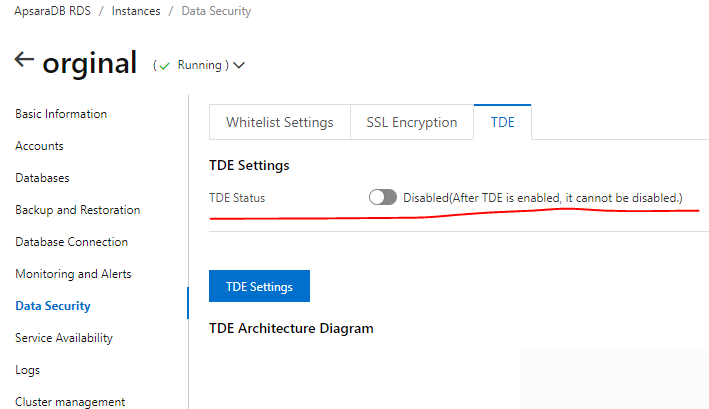 ApsaraDB RDS / Instances / Data Security
orginal ( Running )
Basic Information
Accounts
Databases
Backup and Restoration
Database Connection
Monitoring and Alerts
Data Security
Service Availability
Logs
Cluster management
Whitelist Settings SSL Encryption TDE
TDE Settings
TDE Status Disabled(After TDE is enabled, it cannot be disabled.)
TDE Settings
TDE Architecture Diagram